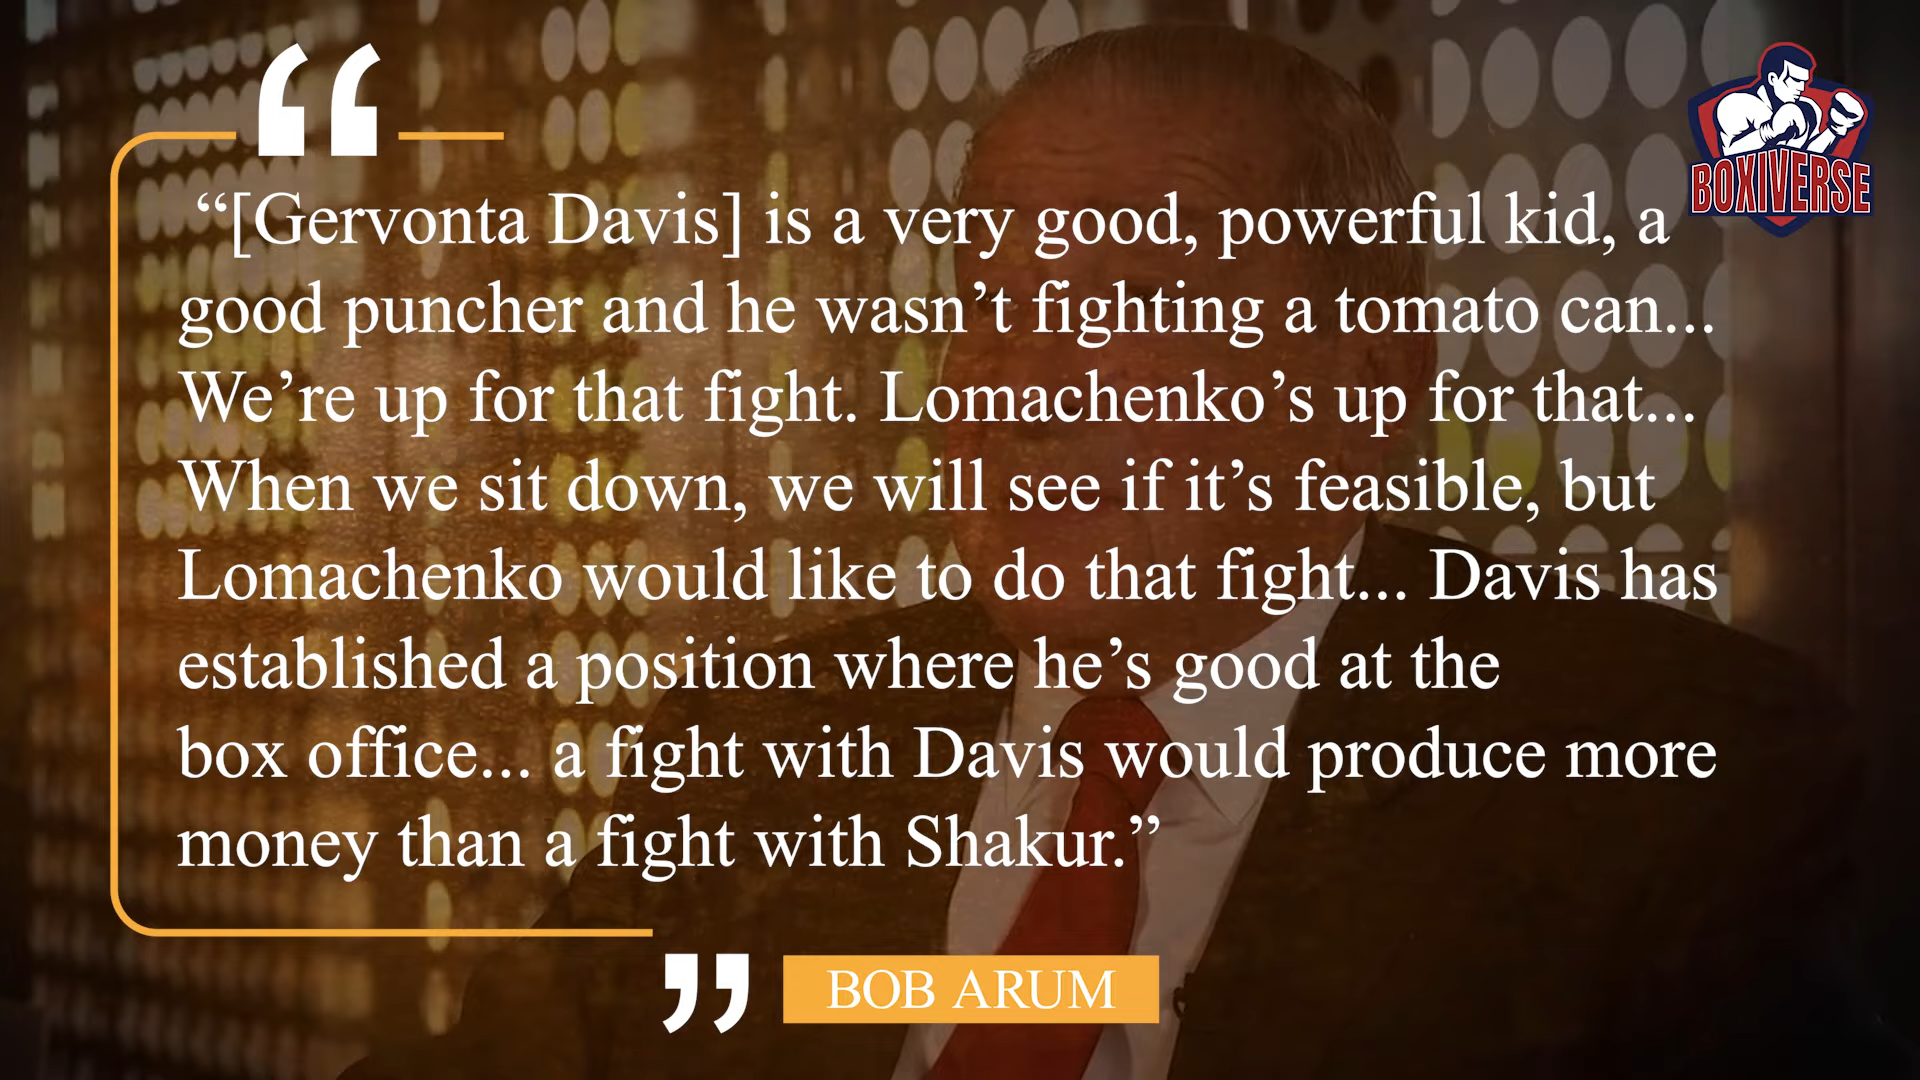 BOXIVERSE
“[Gervonta Davis] is a very good, powerful kid, a
good puncher and he wasn’t fighting a tomato can...
We’re up for that fight. Lomachenko’s up for that...
When we sit down, we will see if it’s feasible, but
Lomachenko would like to do that fight... Davis has
established a position where he’s good at the
box office... a fight with Davis would produce more
money than a fight with Shakur.”
BOB ARUM